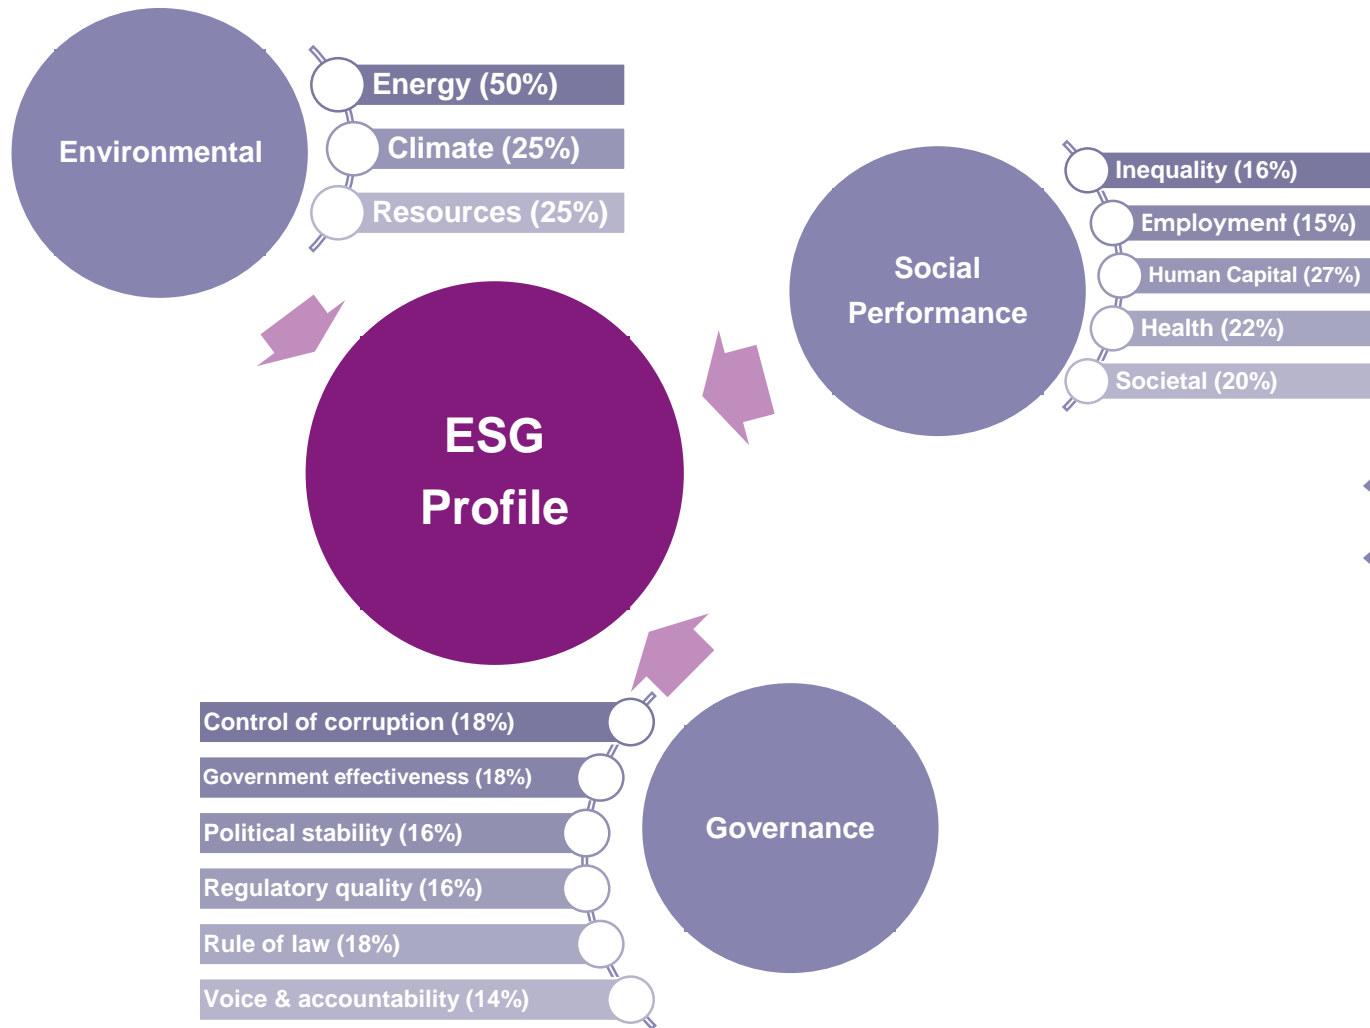 Environmental
Energy (50%)
Climate (25%)
Resources (25%)
Social
Performance
Inequality (16%)
Employment (15%)
Human Capital (27%)
Health (22%)
Societal (20%)
ESG
Profile
Control of corruption (18%)
Government effectiveness (18%)
Political stability (16%)
Regulatory quality (16%)
Rule of law (18%)
Voice & accountability (14%)
Governance